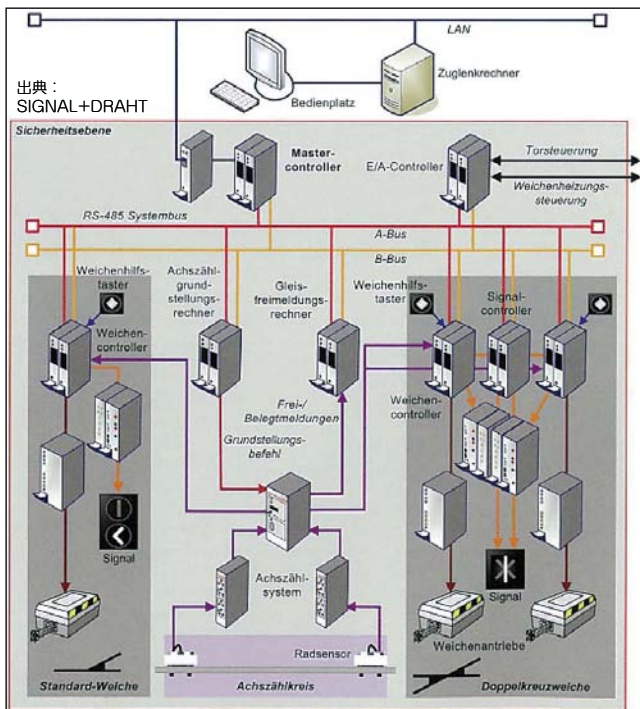 LAN
Zuglenkrechner
Bedienplatz
出典：
SIGNAL+DRAHT
Sicherheitsebene
Master-
controller
E/A-Controller
Torsteuerung
Weichenheizungs-
steuerung
RS-485 Systembus
A-Bus
B-Bus
Weichenhilfs-
taster
Weichen-
controller
Achszähl-
grund-
stellungs-
rechner
Gleis-
freimeldungs-
rechner
Weichenhilfs-
taster
Signal-
controller
Weichen-
controller
Frei-/
Belegtmeldungen
Grundstellungs-
befehl
Signal
Achszähl-
system
Signal
Radsensor
Weichenantriebe
Standard-Weiche
Achszählkreis
Doppelkreuzweiche